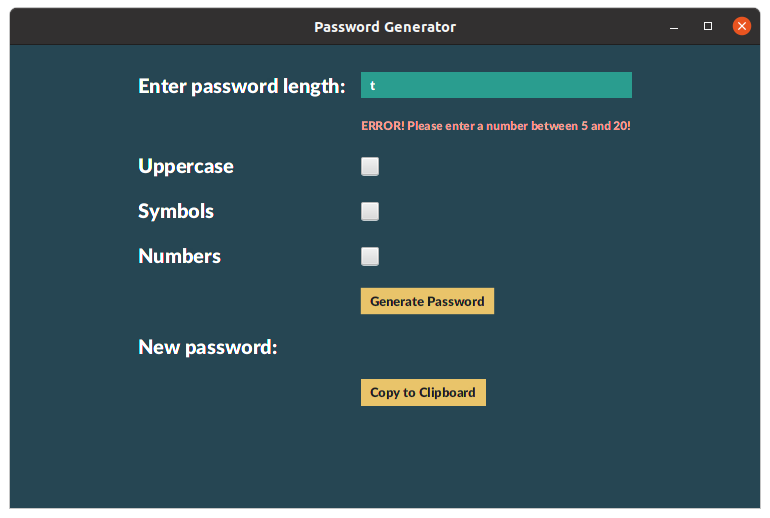 Password Generator
Enter password length: t
ERROR! Please enter a number between 5 and 20!
Uppercase
Symbols
Numbers
Generate Password
New password:
Copy to Clipboard